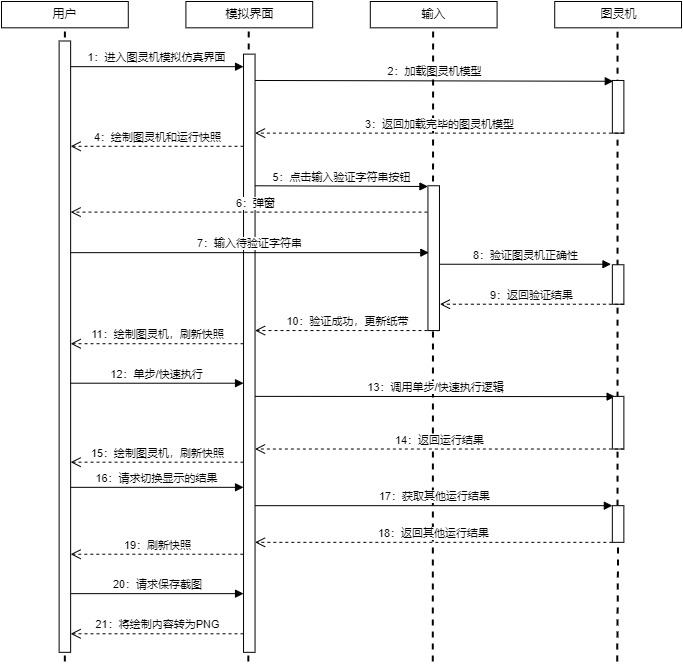 用户
模拟界面
输入
图灵机
1：进入图灵机模拟仿真界面
2：加载图灵机模型
3：返回加载完毕的图灵机模型
4：绘制图灵机和运行快照
5：点击输入验证字符串按钮
6：弹窗
7：输入待验证字符串
8：验证图灵机正确性
9：返回验证结果
10：验证成功，更新纸带
11：绘制图灵机，刷新快照
12：单步/快速执行
13：调用单步/快速执行逻辑
14：返回运行结果
15：绘制图灵机，刷新快照
16：请求切换显示的结果
17：获取其他运行结果
18：返回其他运行结果
19：刷新快照
20：请求保存截图
21：将绘制内容转为PNG